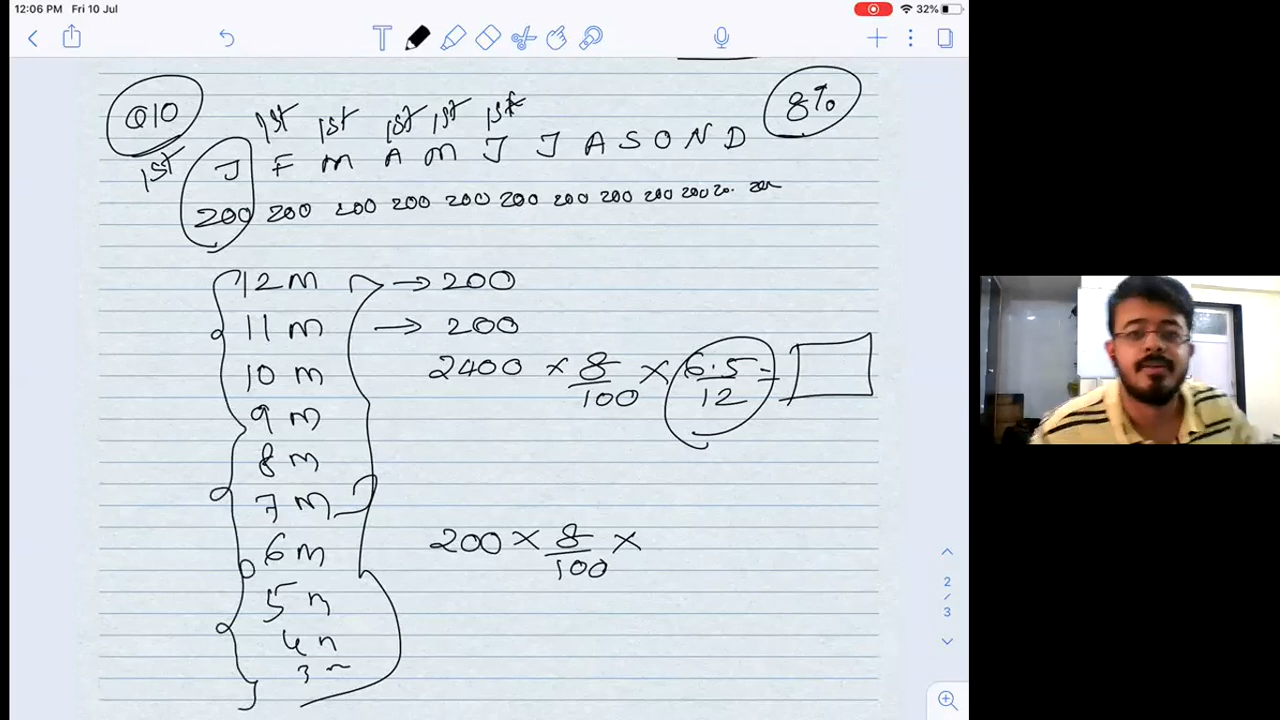 12:06 PM Fri 10 Jul
32%
T
Q10
1st 1st 1st 1st 1st 1st
8%
J F M A M J J A S O N D
200 200 200 200 200 200 200 200 200 200 20.
12 m → 200
11 m → 200
10 m 2400 × 8/100 × 6.5/12 =
9 m
8 m
7 m
6 m 200 × 8/100 ×
5 m
4 m
3 m
2
/
3